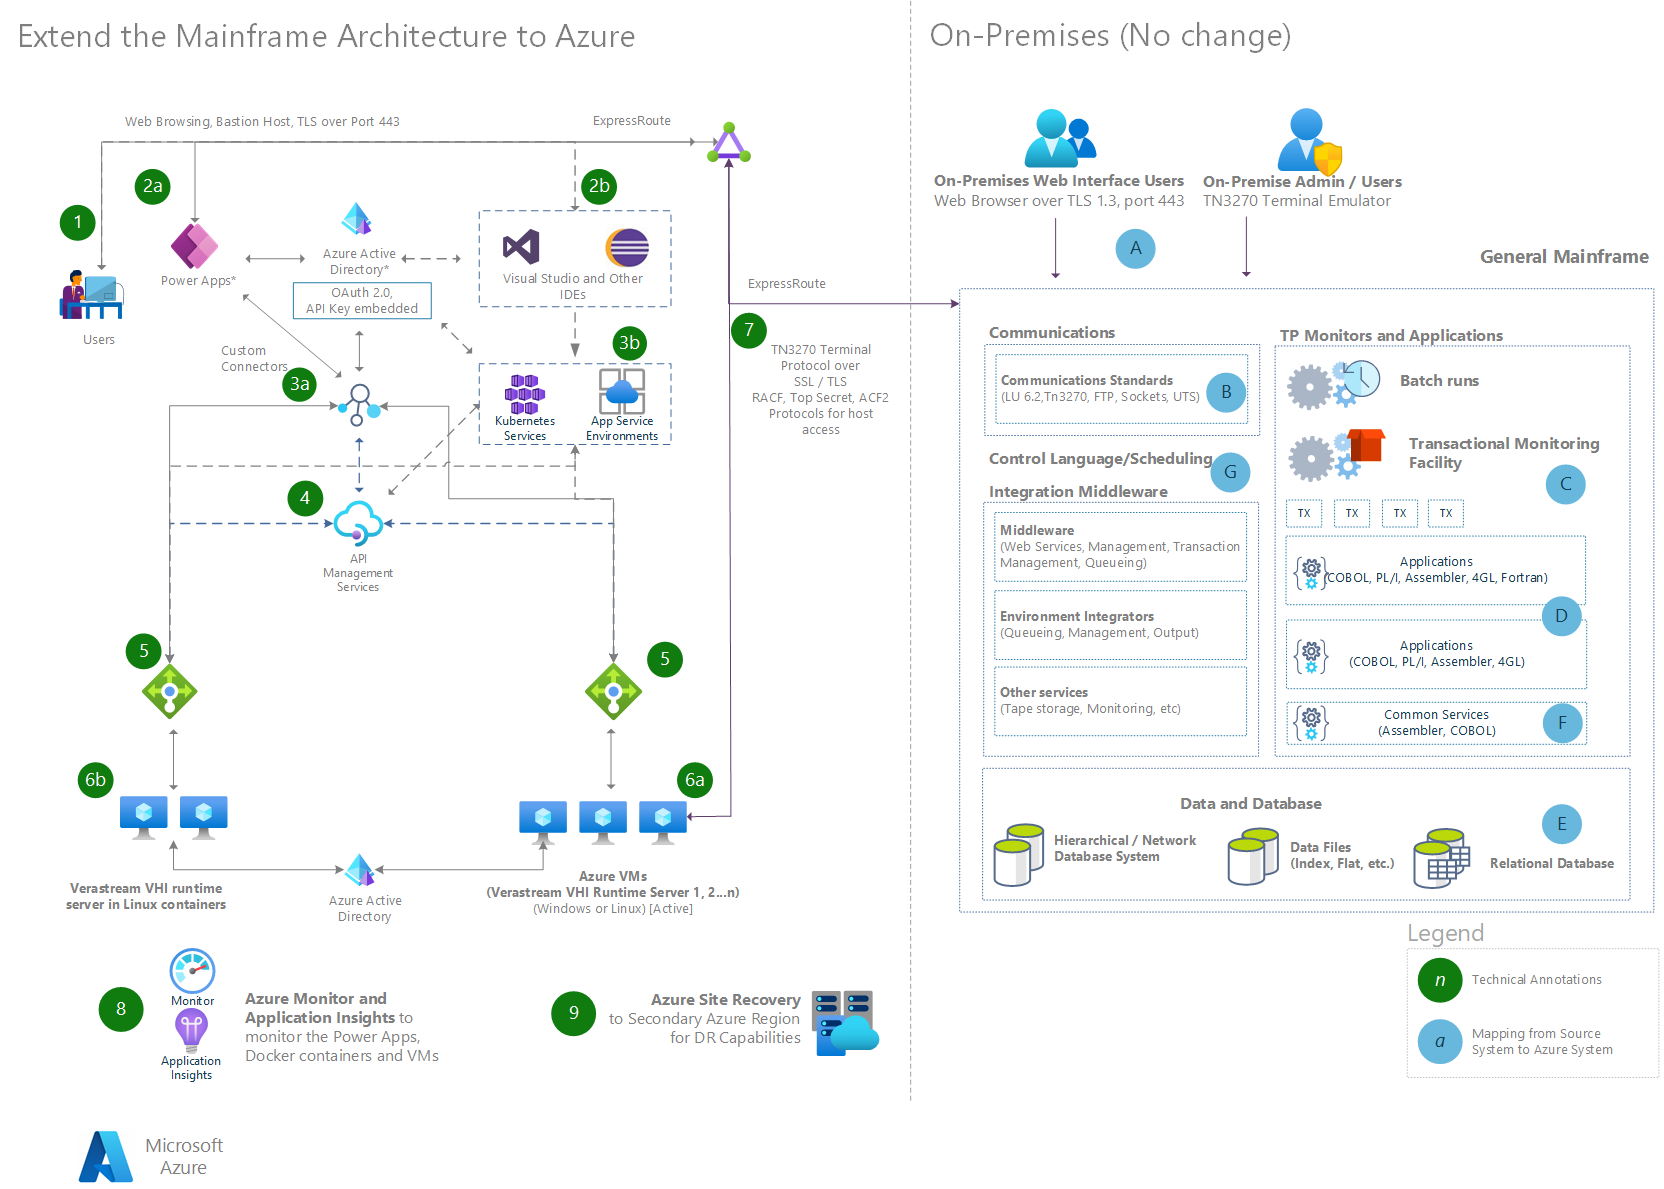 Extend the Mainframe Architecture to Azure
Web Browsing, Bastion Host, TLS over Port 443
ExpressRoute
2a
2b
1
Users
Power Apps*
Azure Active
Directory*
OAuth 2.0,
API Key embedded
Visual Studio and Other
IDEs
Custom
Connectors
3a
3b
Kubernetes
Services
App Service
Environments
4
API
Management
Services
5
5
6b
6a
Verastream VHI runtime
server in Linux containers
Azure Active
Directory
Azure VMs
(Verastream VHI Runtime Server 1, 2...n)
(Windows or Linux) [Active]
ExpressRoute
7
TN3270 Terminal
Protocol over
SSL / TLS
RACF, Top Secret, ACF2
Protocols for host
access
8
Monitor
Application
Insights
Azure Monitor and
Application Insights to
monitor the Power Apps,
Docker containers and VMs
9
Azure Site Recovery
to Secondary Azure Region
for DR Capabilities
Microsoft
Azure
On-Premises (No change)
On-Premises Web Interface Users
Web Browser over TLS 1.3, port 443
On-Premise Admin / Users
TN3270 Terminal Emulator
A
General Mainframe
Communications
Communications Standards
(LU 6.2,Tn3270, FTP, Sockets, UTS)
B
Control Language/Scheduling
G
Integration Middleware
Middleware
(Web Services, Management, Transaction
Management, Queueing)
Environment Integrators
(Queueing, Management, Output)
Other services
(Tape storage, Monitoring, etc)
TP Monitors and Applications
Batch runs
Transactional Monitoring
Facility
C
TX
TX
TX
TX
Applications
(COBOL, PL/I, Assembler, 4GL, Fortran)
D
Applications
(COBOL, PL/I, Assembler, 4GL)
Common Services
(Assembler, COBOL)
F
Data and Database
E
Hierarchical / Network
Database System
Data Files
(Index, Flat, etc.)
Relational Database
Legend
n
Technical Annotations
a
Mapping from Source
System to Azure System